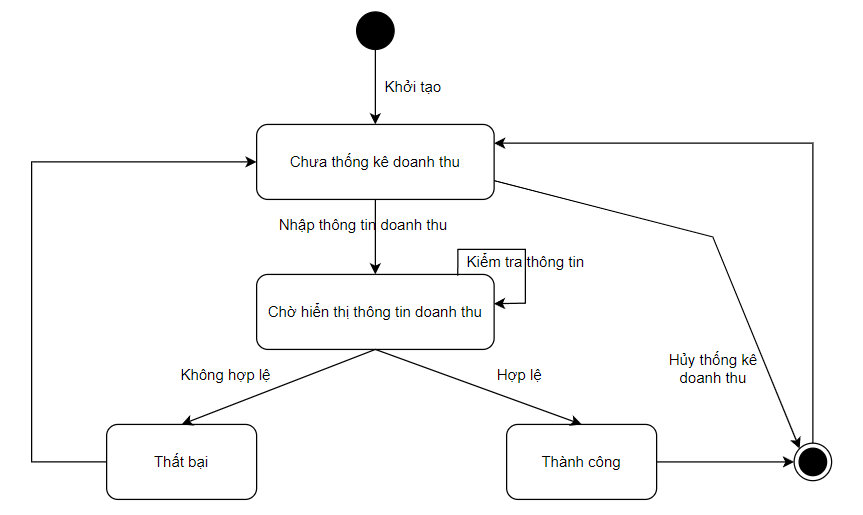 Khởi tạo
Chưa thống kê doanh thu
Nhập thông tin doanh thu
Kiểm tra thông tin
Chờ hiển thị thông tin doanh thu
Không hợp lệ
Hợp lệ
Hủy thống kê
doanh thu
Thất bại
Thành công